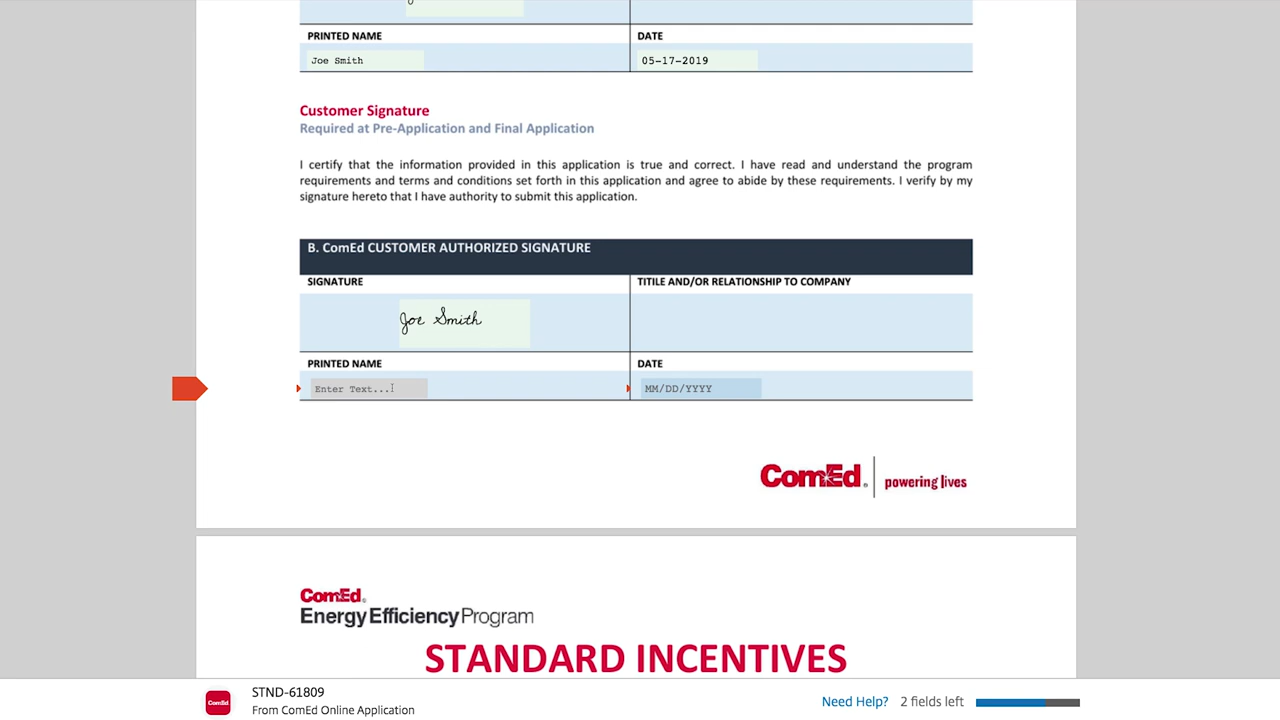 PRINTED NAME DATE
Joe Smith 05-17-2019
Customer Signature
Required at Pre-Application and Final Application
I certify that the information provided in this application is true and correct. I have read and understand the program
requirements and terms and conditions set forth in this application and agree to abide by these requirements. I verify by my
signature hereto that I have authority to submit this application.
B. ComEd CUSTOMER AUTHORIZED SIGNATURE
SIGNATURE TITILE AND/OR RELATIONSHIP TO COMPANY
Joe Smith
PRINTED NAME DATE
Enter Text... MM/DD/YYYY
ComEd® powering lives
ComEd®
Energy Efficiency Program
STANDARD INCENTIVES
ComEd STND-61809
From ComEd Online Application
Need Help? 2 fields left